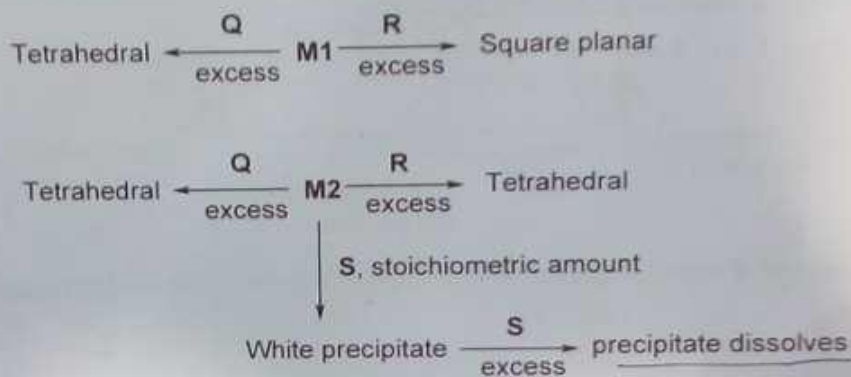 Tetrahedral Q excess M1 R excess Square planar
Tetrahedral Q excess M2 R excess Tetrahedral
S, stoichiometric amount
White precipitate S excess precipitate dissolves